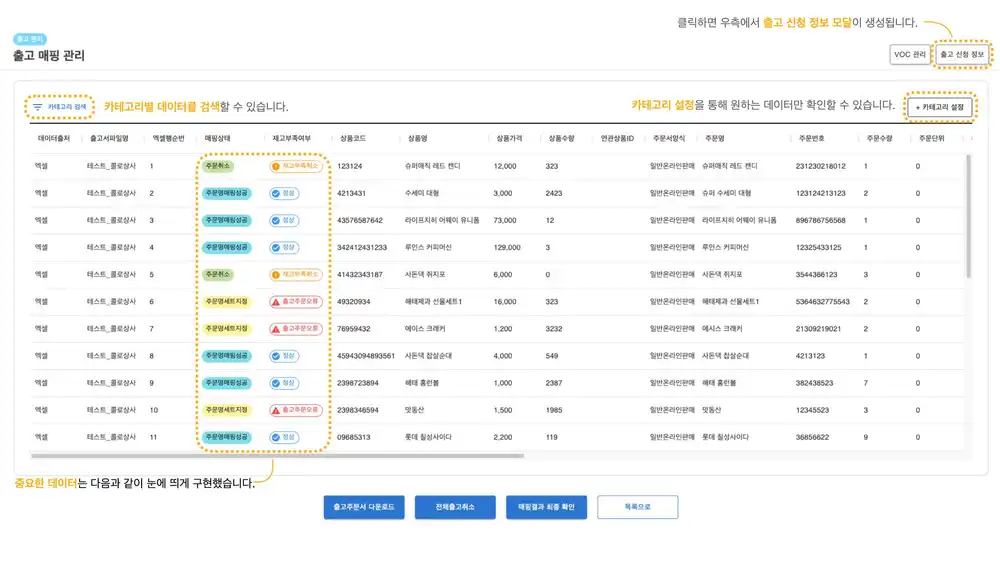 클릭하면 우측에서 출고 신청 정보 모달이 생성됩니다.
출고 매핑 관리
VOC 관리
출고 신청 정보
카테고리 검색
카테고리별 데이터를 검색할 수 있습니다.
카테고리 설정을 통해 원하는 데이터만 확인할 수 있습니다.
+ 카테고리 설정
데이터출처 출고서파일명 엑셀행순번 매핑상태 재고부족여부 상품코드 상품명 상품가격 상품수량 연관상품ID 주문서양식 주문명 주문번호 주문수량 주문단위
엑셀 테스트_콜로상사 1 주문취소 재고부족취소 123124 슈퍼매직 레드 캔디 12,000 323 일반온라인판매 슈퍼매직 레드 캔디 231230218012 1 0
엑셀 테스트_콜로상사 2 주문명매핑성공 정상 4213431 수세미 대형 3,000 2423 일반온라인판매 슈퍼 수세미 대형 123124213123 2 0
엑셀 테스트_콜로상사 3 주문명매핑성공 정상 43576587642 라이프지히 어웨이 유니폼 73,000 12 일반온라인판매 라이프지히 어웨이 유니폼 896786756568 1 0
엑셀 테스트_콜로상사 4 주문명매핑성공 정상 342412431233 루인스 커피머신 129,000 3 일반온라인판매 루인스 커피머신 12325433125 1 0
엑셀 테스트_콜로상사 5 주문취소 재고부족취소 41432343187 사돈댁 쥐치포 6,000 0 일반온라인판매 사돈댁 쥐치포 3544366123 3 0
엑셀 테스트_콜로상사 6 주문명세트지정 출고주문오류 49320934 해태제과 선물세트1 16,000 323 일반온라인판매 해태제과 선물세트1 5364632775543 2 0
엑셀 테스트_콜로상사 7 주문명세트지정 출고주문오류 76959432 에이스 크래커 1,200 3232 일반온라인판매 에시스 크래커 21309219021 2 0
엑셀 테스트_콜로상사 8 주문명매핑성공 정상 45943094893561 사돈댁 찹살순대 4,000 549 일반온라인판매 사돈댁 찹살순대 4213123 1 0
엑셀 테스트_콜로상사 9 주문명매핑성공 정상 2398723894 해태 홈런볼 1,000 2387 일반온라인판매 해태 홈런볼 382438523 7 0
엑셀 테스트_콜로상사 10 주문명세트지정 출고주문오류 2398346594 맛동산 1,500 1985 일반온라인판매 맛동산 12345523 3 0
엑셀 테스트_콜로상사 11 주문명매핑성공 정상 09685313 롯데 칠성사이다 2,200 119 일반온라인판매 롯데 칠성사이다 36856622 9 0
중요한 데이터는 다음과 같이 눈에 띄게 구현했습니다.
출고주문서 다운로드
전체출고취소
매핑결과 최종 확인
목록으로